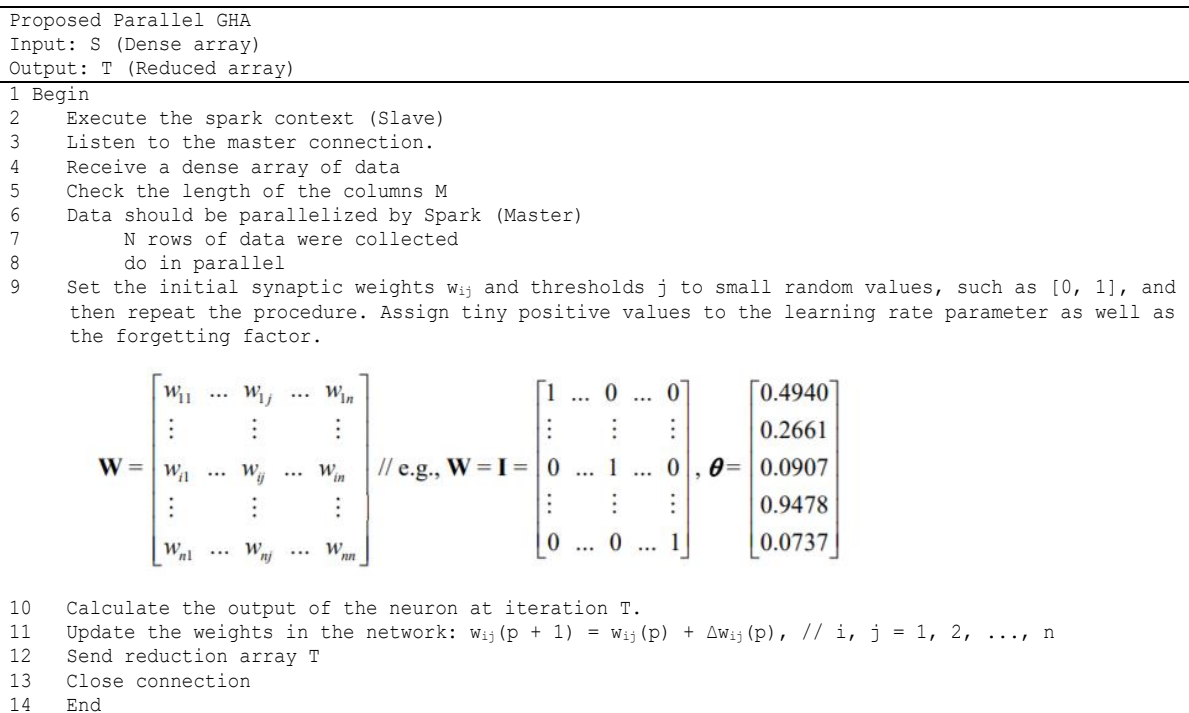 Proposed Parallel GHA
Input: S (Dense array)
Output: T (Reduced array)
1 Begin
2 Execute the spark context (Slave)
3 Listen to the master connection.
4 Receive a dense array of data
5 Check the length of the columns M
6 Data should be parallelized by Spark (Master)
7 N rows of data were collected
8 do in parallel
9 Set the initial synaptic weights wij and thresholds j to small random values, such as [0, 1], and
then repeat the procedure. Assign tiny positive values to the learning rate parameter as well as
the forgetting factor.
w11 ... w1j ... w1n 1 ... 0 ... 0 0.4940
⋮ ⋮ ⋮ ⋮ ⋮ ⋮ 0.2661
W = wi1 ... wij ... win // e.g., W = I = 0 ... 1 ... 0 , θ = 0.0907
⋮ ⋮ ⋮ ⋮ ⋮ ⋮ 0.9478
wn1 ... wnj ... wnn 0 ... 0 ... 1 0.0737
10 Calculate the output of the neuron at iteration T.
11 Update the weights in the network: wij(p + 1) = wij(p) + Δwij(p), // i, j = 1, 2, ..., n
12 Send reduction array T
13 Close connection
14 End